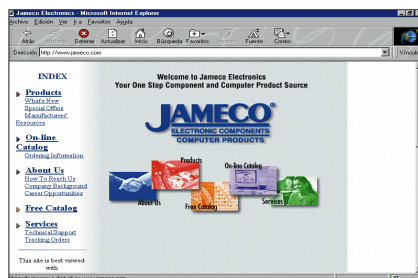 Jameco Electronics - Microsoft Internet Explorer
Archivo Edición Ver Ir a Favoritos Ayuda
Atrás Adelante Detener Actualizar Inicio Búsqueda Favoritos Imprimir Fuente Correo
Dirección http://www.jameco.com Vínculos
INDEX
Products
What's New
Special Offers
Manufacturers'
Resources
On-line
Catalog
Ordering Information
About Us
How To Reach Us
Company Background
Career Opportunities
Free Catalog
Services
Technical Support
Tracking Orders
This site is best viewed
with
Welcome to Jameco Electronics
Your One Stop Component and Computer Product Source
JAMECO
ELECTRONIC COMPONENTS
COMPUTER PRODUCTS
Products
On-line Catalog
About Us
Free Catalog
Services